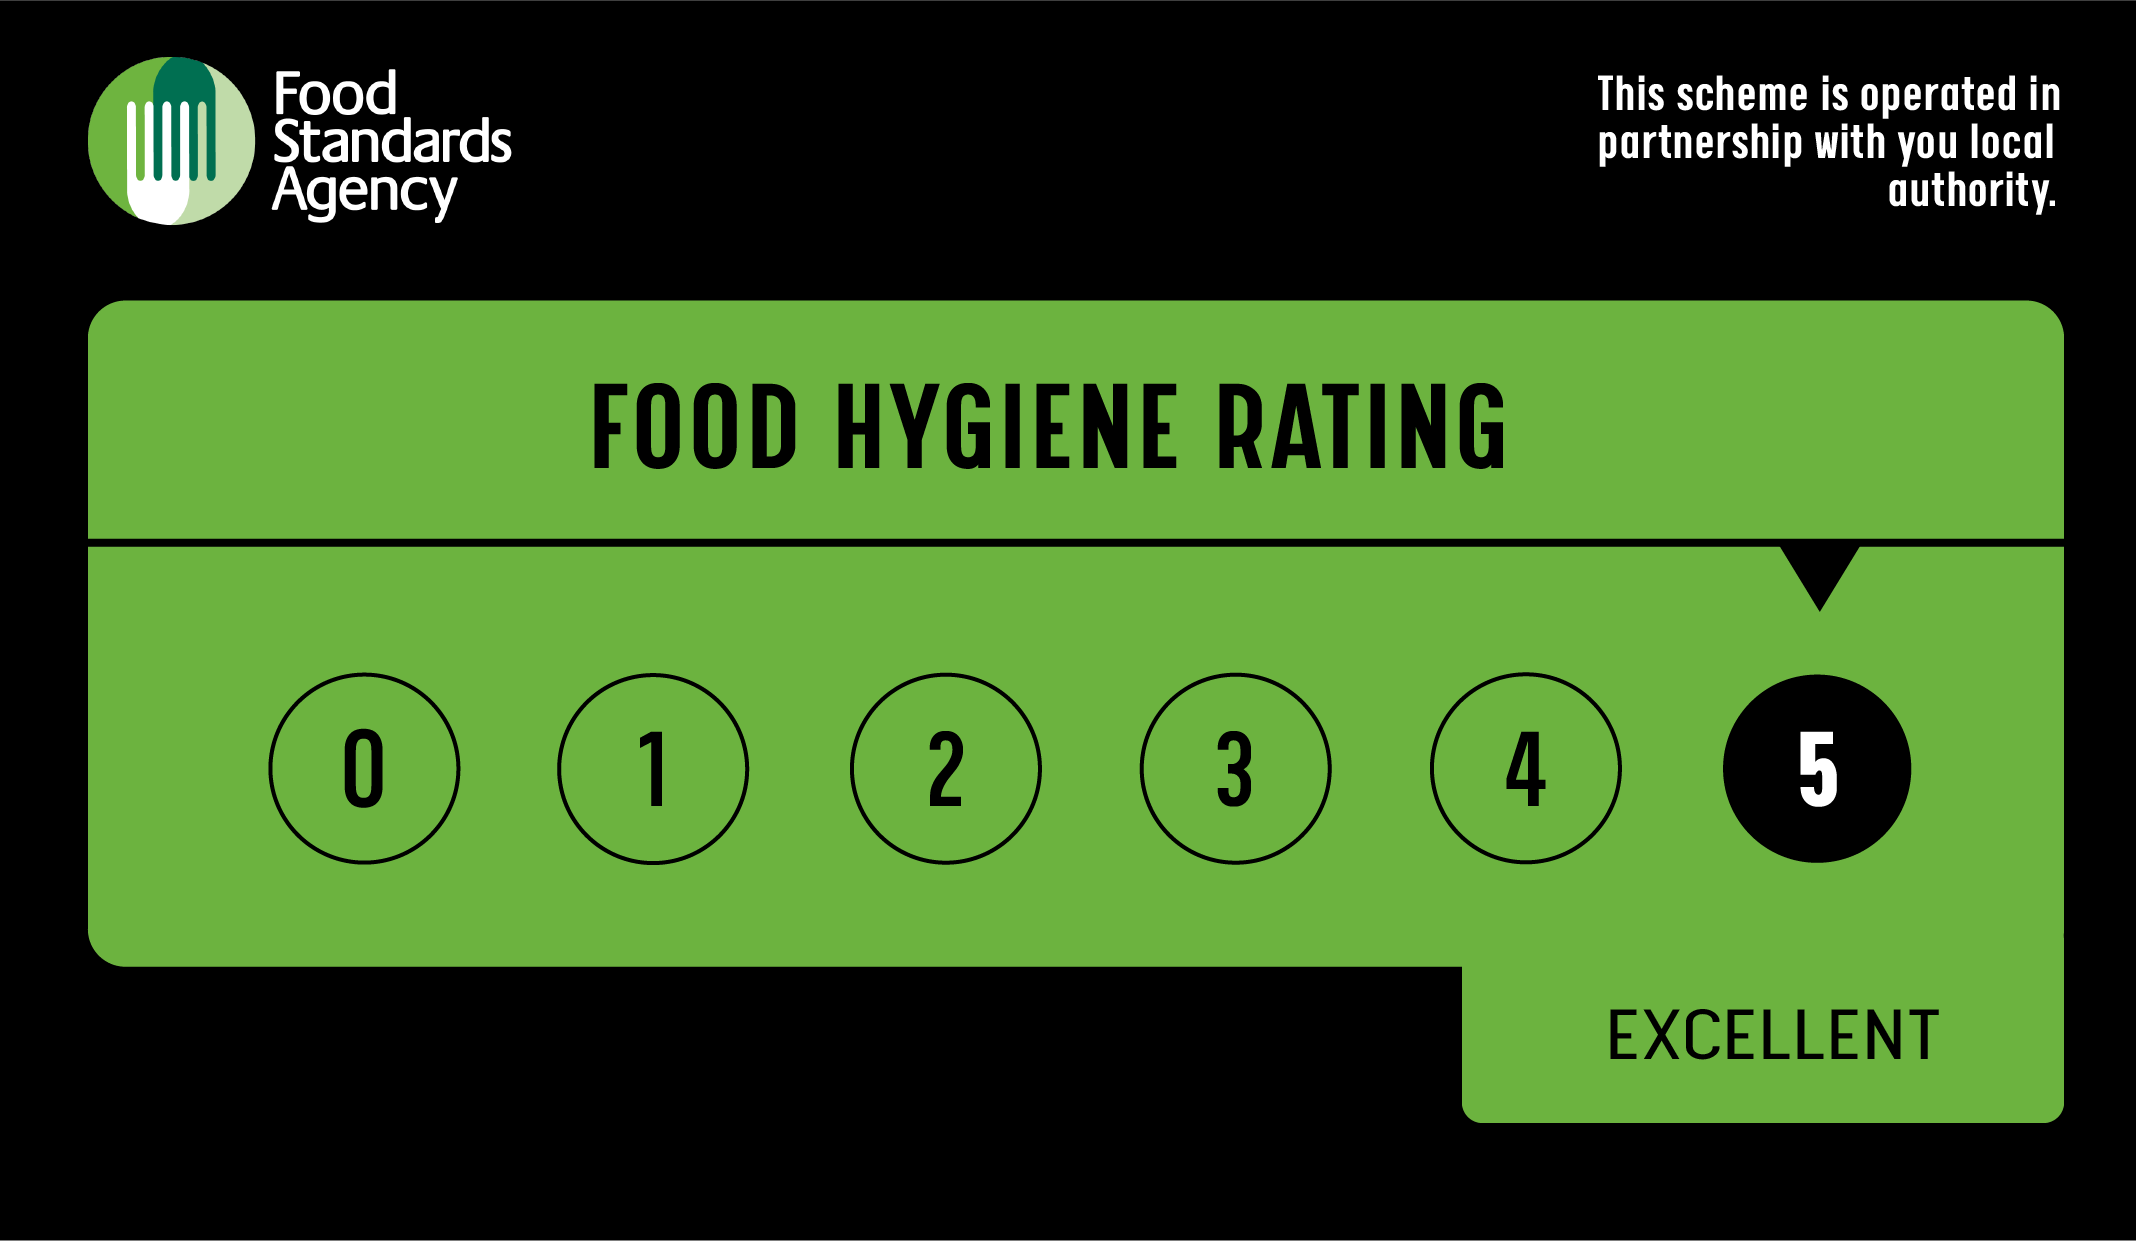 Food
Standards
Agency
This scheme is operated in
partnership with you local
authority.
FOOD HYGIENE RATING
0 1 2 3 4 5
EXCELLENT